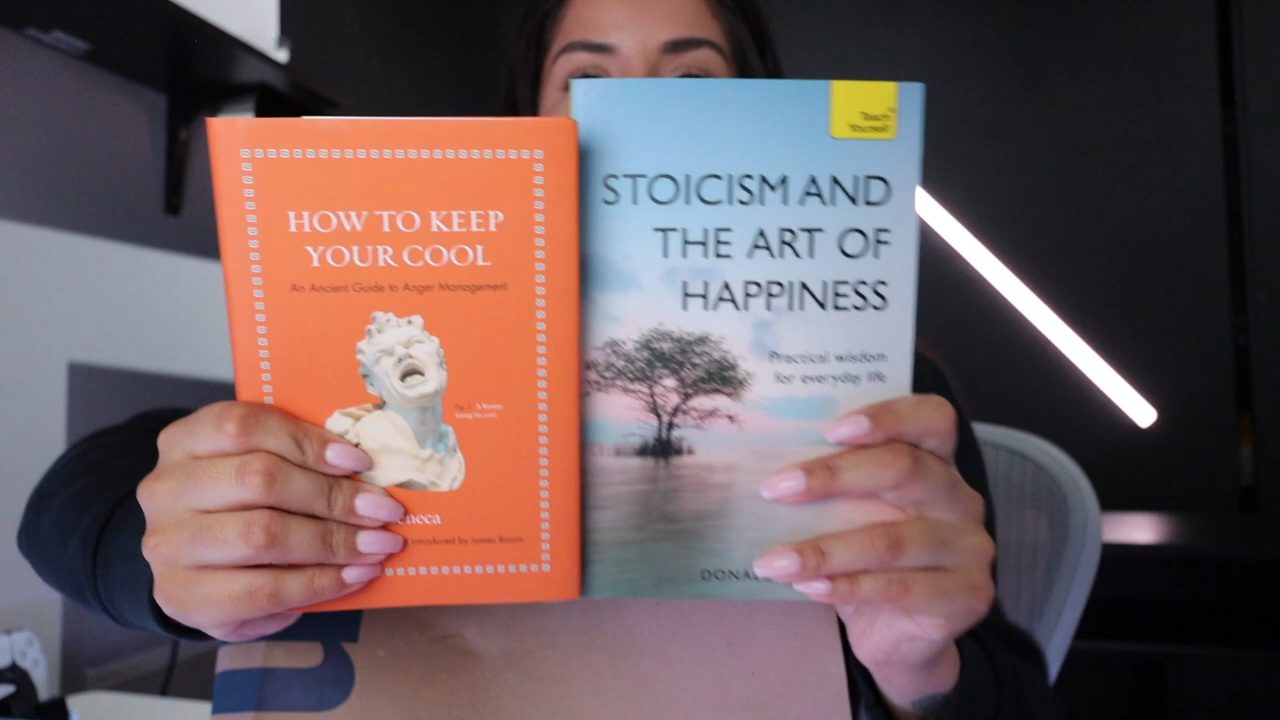 HOW TO KEEP
YOUR COOL
An Ancient Guide to Anger Management
neca
introduced by James Romm
Teach
Yourself
STOICISM AND
THE ART OF
HAPPINESS
Practical wisdom
for everyday life
DONAL
n